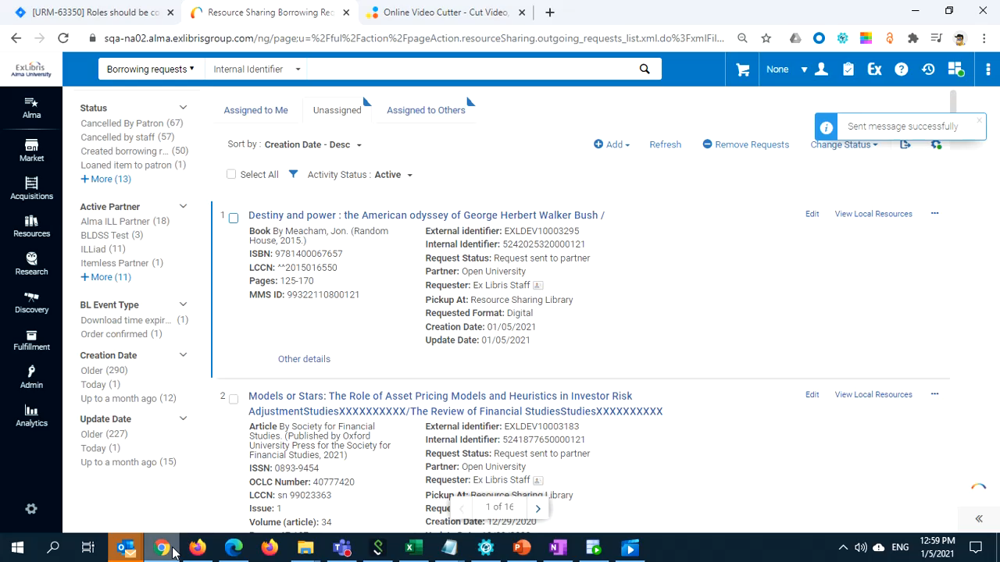 [URM-63350] Roles should be co
Resource Sharing Borrowing Req
Online Video Cutter - Cut Video,
sqa-na02.alma.exlibrisgroup.com/ng/page;u=%2Fful%2Faction%2FpageAction.resourceSharing.outgoing_requests_list.xml.do%3FxmlFil...
ExLibris
Alma University
Borrowing requests
Internal Identifier
None
Ex
Alma
Market
Acquisitions
Resources
Research
Discovery
Fulfillment
Admin
Analytics
Status
Cancelled By Patron (67)
Cancelled by staff (57)
Created borrowing r... (50)
Loaned item to patron (1)
+ More (13)
Active Partner
Alma ILL Partner (18)
BLDSS Test (3)
ILLiad (11)
Itemless Partner (1)
+ More (11)
BL Event Type
Download time expir... (1)
Order confirmed (1)
Creation Date
Older (290)
Today (1)
Up to a month ago (12)
Update Date
Older (227)
Today (1)
Up to a month ago (15)
Assigned to Me
Unassigned
Assigned to Others
Sent message successfully
Sort by : Creation Date - Desc
Add
Refresh
Remove Requests
Change Status
Select All
Activity Status : Active
1
Destiny and power : the American odyssey of George Herbert Walker Bush /
Edit
View Local Resources
Book By Meacham, Jon. (Random
House, 2015.)
ISBN: 9781400067657
LCCN: ^^2015016550
Pages: 125-170
MMS ID: 99322110800121
External identifier: EXLDEV10003295
Internal Identifier: 5242025320000121
Request Status: Request sent to partner
Partner: Open University
Requester: Ex Libris Staff
Pickup At: Resource Sharing Library
Requested Format: Digital
Creation Date: 01/05/2021
Update Date: 01/05/2021
Other details
2
Models or Stars: The Role of Asset Pricing Models and Heuristics in Investor Risk
AdjustmentStudiesXXXXXXXXXX/The Review of Financial StudiesStudiesXXXXXXXXXX
Edit
View Local Resources
Article By Society for Financial
Studies. (Published by Oxford
University Press for the Society for
Financial Studies, 2021)
ISSN: 0893-9454
OCLC Number: 40777420
LCCN: sn 99023363
Issue: 1
Volume (article): 34
External identifier: EXLDEV10003183
Internal Identifier: 5241877650000121
Request Status: Request sent to partner
Partner: Open University
Requester: Ex Libris Staff
Pickup At: Resource Sharing Library
Creation Date: 12/29/2020
1 of 16
ENG
12:59 PM
1/5/2021